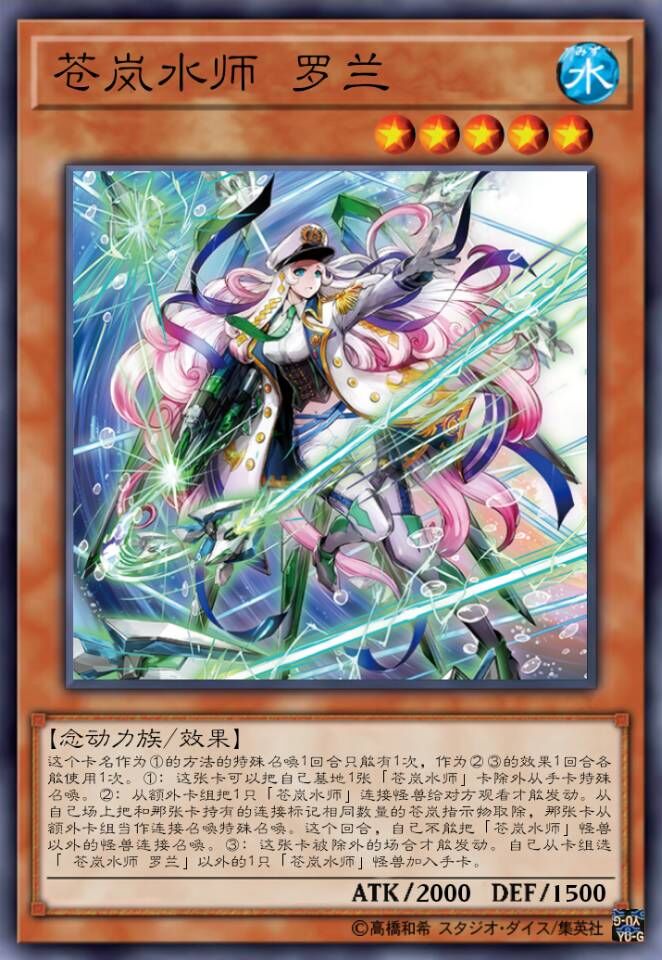 苍岚水师 罗兰
みず
水
【念动力族/效果】
这个卡名作为①的方法的特殊召唤1回合只能有1次，作为②③的效果1回合各
能使用1次。①：这张卡可以把自己墓地1张「苍岚水师」卡除外从手卡特殊
召唤。②：从额外卡组把1只「苍岚水师」连接怪兽给对方观看才能发动。从
自己场上把和那张卡持有的连接标记相同数量的苍岚指示物取除，那张卡从
额外卡组当作连接召唤特殊召唤。这个回合，自己不能把「苍岚水师」怪兽
以外的怪兽连接召唤。③：这张卡被除外的场合才能发动。自己从卡组选
「 苍岚水师 罗兰」以外的1只「苍岚水师」怪兽加入手卡。
ATK/2000 DEF/1500
©高橋和希 スタジオ・ダイス/集英社
YU-G
YU-G